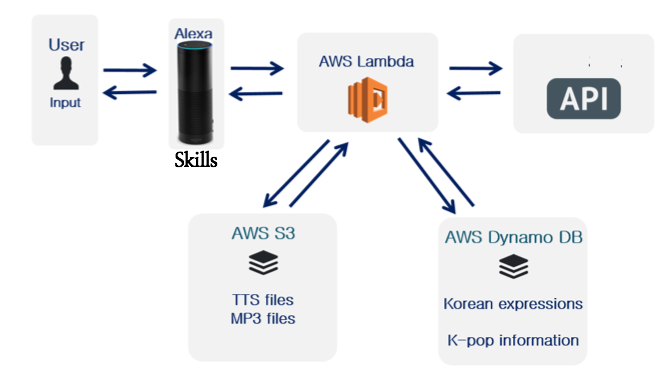 User
Input
Alexa
Skills
AWS Lambda
API
AWS S3
TTS files
MP3 files
AWS Dynamo DB
Korean expressions
K-pop information